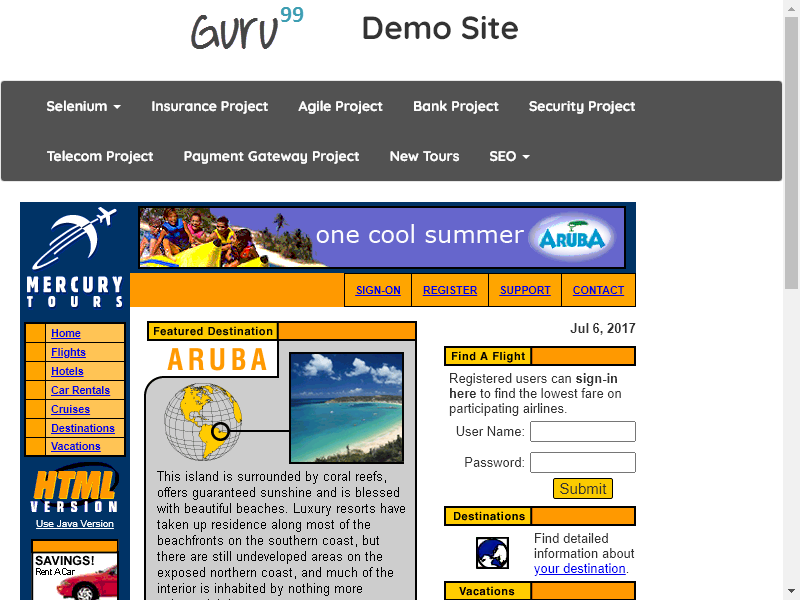 Guru 99
Demo Site
Selenium
Insurance Project
Agile Project
Bank Project
Security Project
Telecom Project
Payment Gateway Project
New Tours
SEO
one cool summer
ARUBA
MERCURY
TOURS
SIGN-ON
REGISTER
SUPPORT
CONTACT
Home
Flights
Hotels
Car Rentals
Cruises
Destinations
Vacations
HTML
VERSION
Use Java Version
SAVINGS!
Rent A Car
Featured Destination
ARUBA
This island is surrounded by coral reefs,
offers guaranteed sunshine and is blessed
with beautiful beaches. Luxury resorts have
taken up residence along most of the
beachfronts on the southern coast, but
there are still undeveloped areas on the
exposed northern coast, and much of the
interior is inhabited by nothing more
Jul 6, 2017
Find A Flight
Registered users can sign-in
here to find the lowest fare on
participating airlines.
User Name:
Password:
Submit
Destinations
Find detailed
information about
your destination.
Vacations